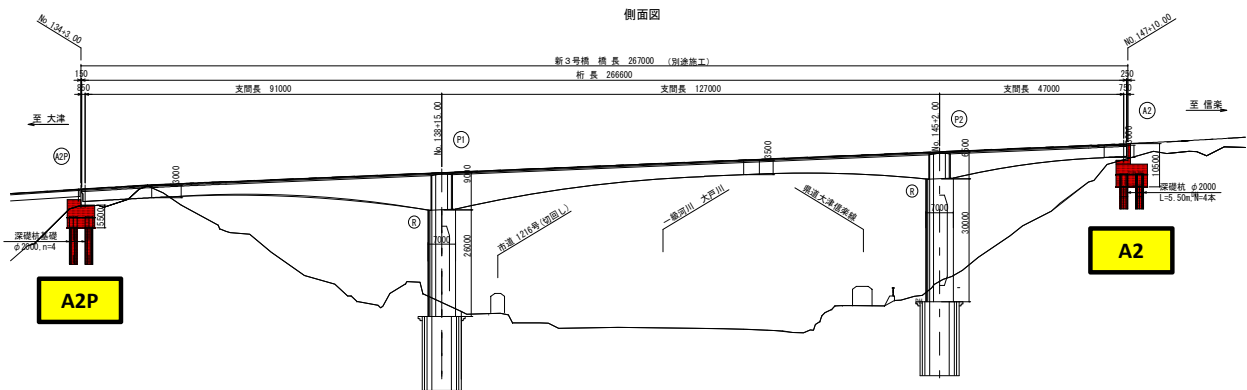 側面図
No.134+3.00
NO.147+10.00
新3号橋 橋 長 267000 (別途施工)
150
桁 長 266600
250
850
支間長 91000
支間長 127000
支間長 47000
750
至 大津
No.138+15.00
P1
No.145+2.00
P2
A2
至 信楽
A2P
3000
9000
3500
6500
10500
5500
深礎杭 φ2000
L=5.50m,N=4本
R
R
7000
7000
26000
30000
市道 1216号(切回し)
一級河川 大戸川
県道大津信楽線
深礎杭基礎
φ2000,n=4
A2P
A2